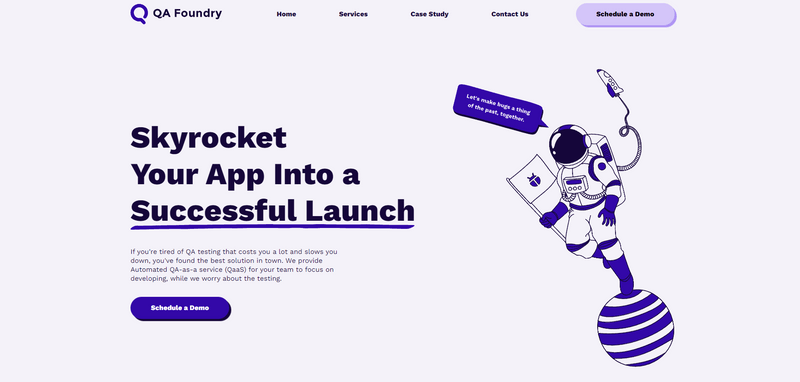 QA Foundry
Home
Services
Case Study
Contact Us
Schedule a Demo
Let's make bugs a thing
of the past, together.
Skyrocket
Your App Into a
Successful Launch
If you're tired of QA testing that costs you a lot and slows you
down, you've found the best solution in town. We provide
Automated QA-as-a service (QaaS) for your team to focus on
developing, while we worry about the testing.
Schedule a Demo